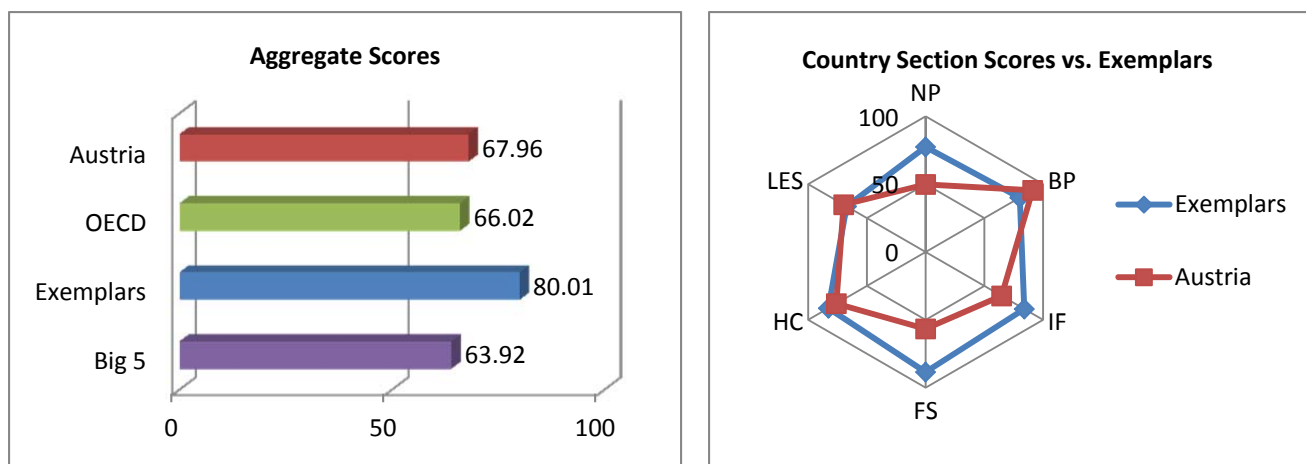 Aggregate Scores
Austria
67.96
OECD
66.02
Exemplars
80.01
Big 5
63.92
0
50
100
Country Section Scores vs. Exemplars
NP
100
LES
50
BP
0
HC
IF
FS
Exemplars
Austria